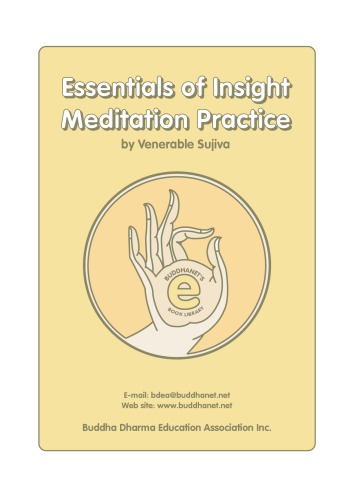 Essentials of Insight
Meditation Practice
by Venerable Sujiva
BUDDHANET'S
e
BOOK LIBRARY
E-mail: bdea@buddhanet.net
Web site: www.buddhanet.net
Buddha Dharma Education Association Inc.